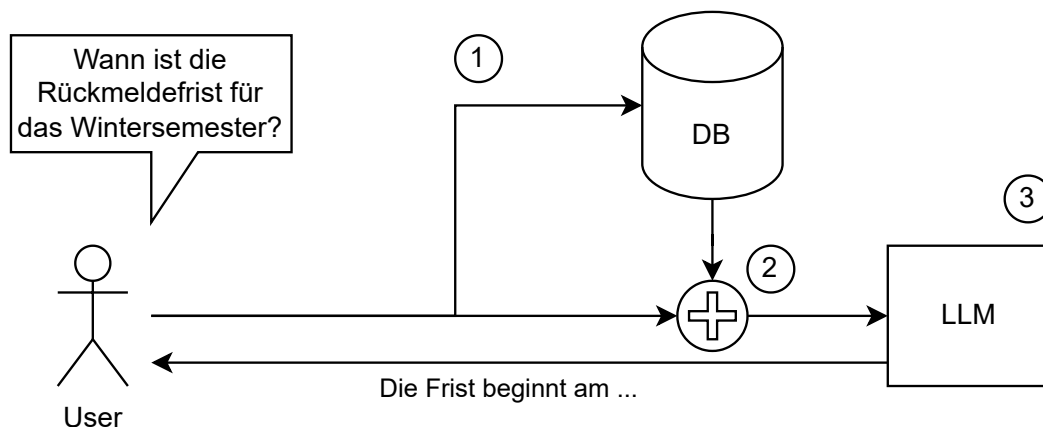 Wann ist die
Rückmeldefrist für
das Wintersemester?
1
DB
3
2
LLM
Die Frist beginnt am ...
User